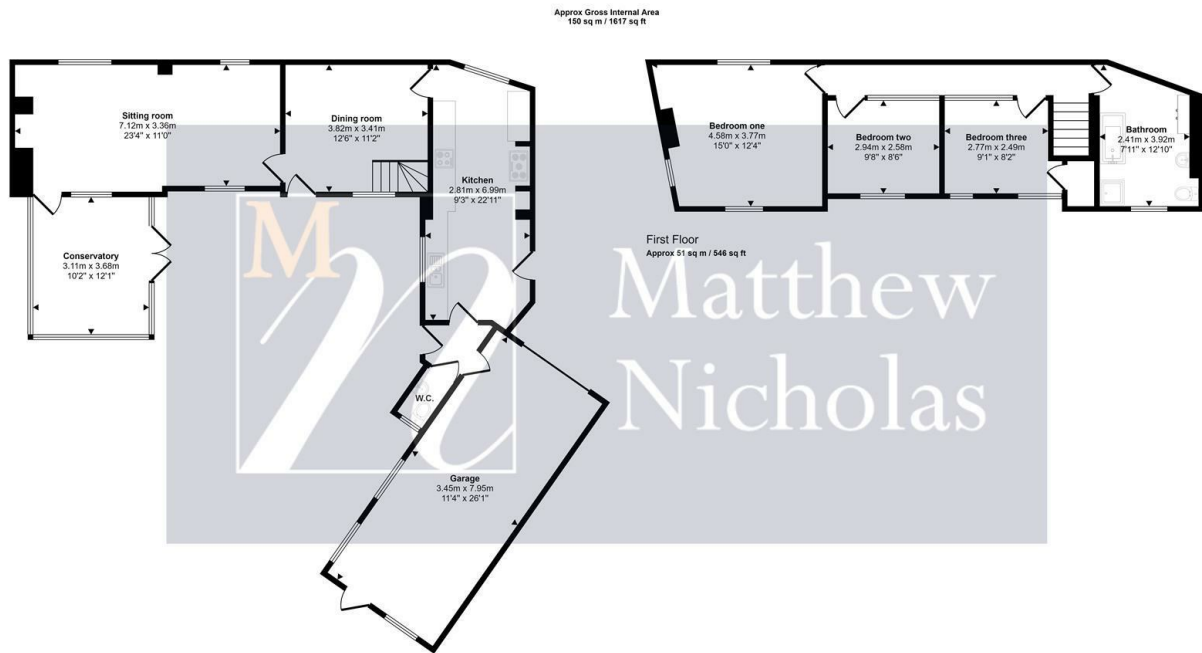 Approx Gross Internal Area
150 sq m / 1617 sq ft
Sitting room
7.12m x 3.36m
23'4" x 11'0"
Dining room
3.82m x 3.41m
12'6" x 11'2"
Kitchen
2.81m x 6.99m
9'3" x 22'11"
Conservatory
3.11m x 3.68m
10'2" x 12'1"
W.C.
Garage
3.45m x 7.95m
11'4" x 26'1"
Bedroom one
4.58m x 3.77m
15'0" x 12'4"
Bedroom two
2.94m x 2.58m
9'8" x 8'6"
Bedroom three
2.77m x 2.49m
9'1" x 8'2"
Bathroom
2.41m x 3.92m
7'11" x 12'10"
First Floor
Approx 51 sq m / 546 sq ft
M
n
Matthew
Nicholas